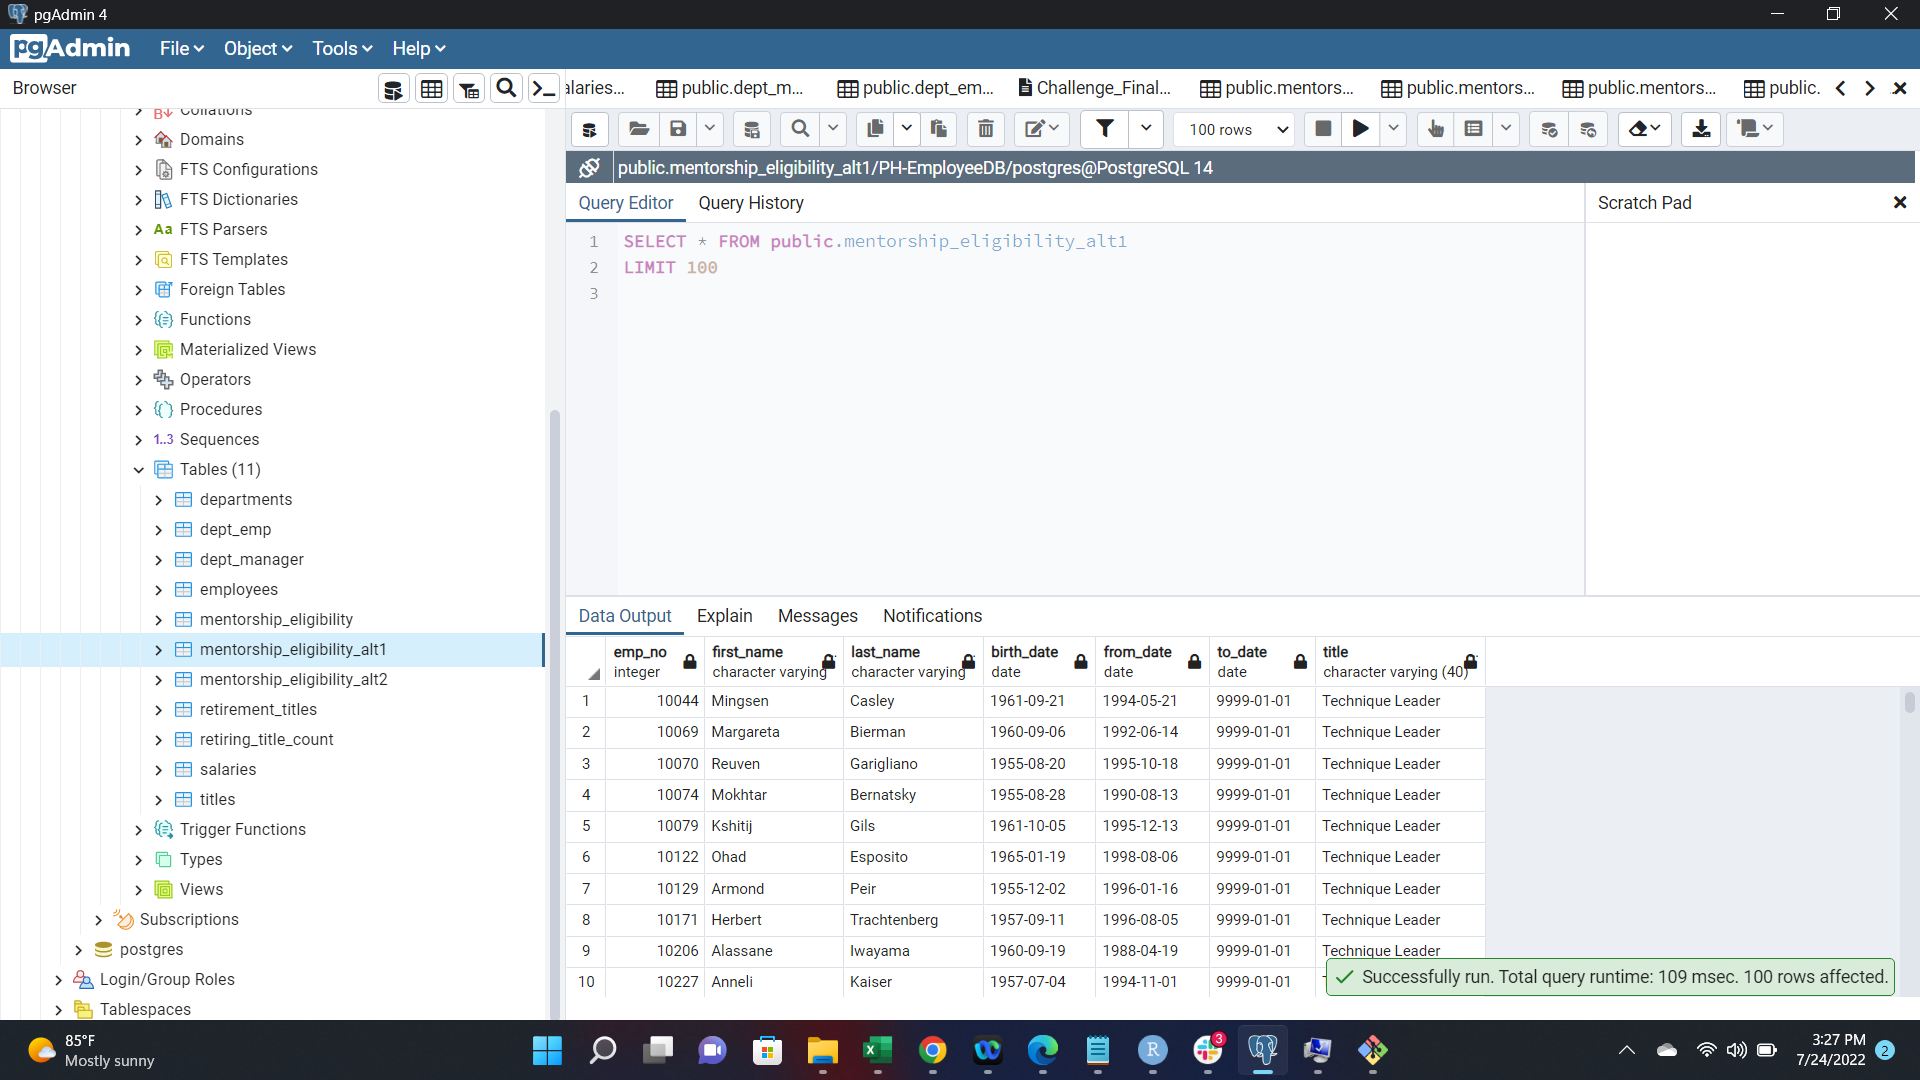 pgAdmin 4
pgAdmin File Object Tools Help
Browser
alaries... public.dept_m... public.dept_em... Challenge_Final... public.mentors... public.mentors... public.mentors... public.
100 rows
public.mentorship_eligibility_alt1/PH-EmployeeDB/postgres@PostgreSQL 14
Query Editor Query History
Scratch Pad
1 SELECT * FROM public.mentorship_eligibility_alt1
2 LIMIT 100
3
Collations
Domains
FTS Configurations
FTS Dictionaries
Aa FTS Parsers
FTS Templates
Foreign Tables
Functions
Materialized Views
Operators
Procedures
1..3 Sequences
Tables (11)
departments
dept_emp
dept_manager
employees
mentorship_eligibility
mentorship_eligibility_alt1
mentorship_eligibility_alt2
retirement_titles
retiring_title_count
salaries
titles
Trigger Functions
Types
Views
Subscriptions
postgres
Login/Group Roles
Tablespaces
Data Output Explain Messages Notifications
emp_no first_name last_name birth_date from_date to_date title
integer character varying character varying date date date character varying (40)
1 10044 Mingsen Casley 1961-09-21 1994-05-21 9999-01-01 Technique Leader
2 10069 Margareta Bierman 1960-09-06 1992-06-14 9999-01-01 Technique Leader
3 10070 Reuven Garigliano 1955-08-20 1995-10-18 9999-01-01 Technique Leader
4 10074 Mokhtar Bernatsky 1955-08-28 1990-08-13 9999-01-01 Technique Leader
5 10079 Kshitij Gils 1961-10-05 1995-12-13 9999-01-01 Technique Leader
6 10122 Ohad Esposito 1965-01-19 1998-08-06 9999-01-01 Technique Leader
7 10129 Armond Peir 1955-12-02 1996-01-16 9999-01-01 Technique Leader
8 10171 Herbert Trachtenberg 1957-09-11 1996-08-05 9999-01-01 Technique Leader
9 10206 Alassane Iwayama 1960-09-19 1988-04-19 9999-01-01 Technique Leader
10 10227 Anneli Kaiser 1957-07-04 1994-11-01 9999-01-01
Successfully run. Total query runtime: 109 msec. 100 rows affected.
85°F
Mostly sunny
R
3
3:27 PM
7/24/2022
2